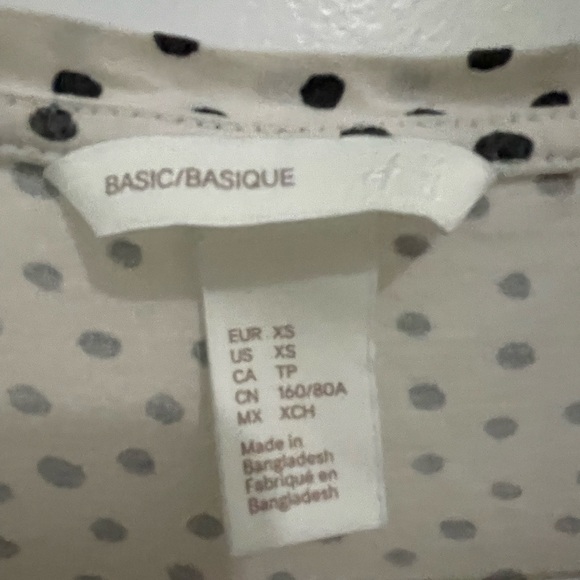 BASIC/BASIQUE
EUR XS
US XS
CA TP
CN 160/80A
MX XCH
Made in
Bangladesh
Fabriqué en
Bangladesh